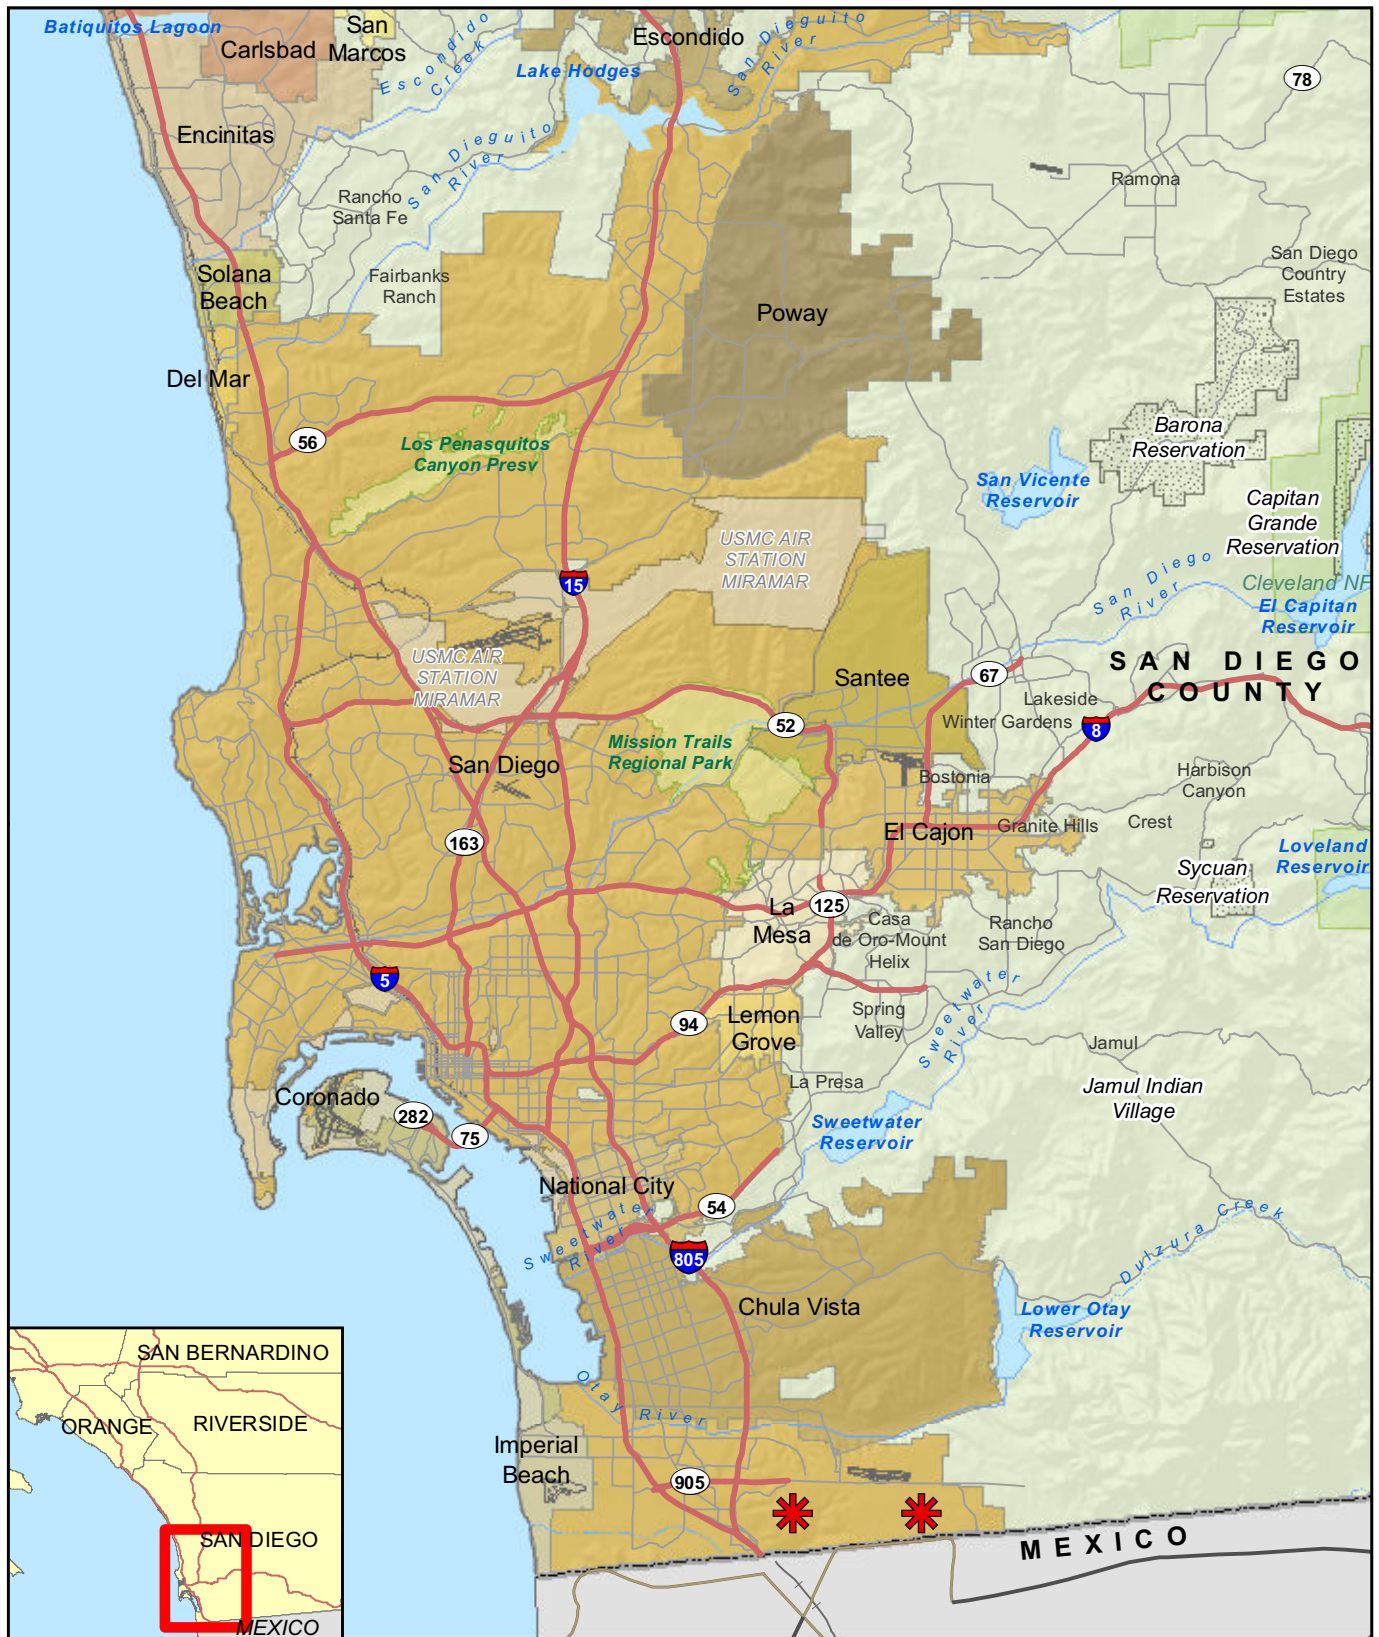 Batiquitos Lagoon
Carlsbad
San
Marcos
Escondido
Creek
Escondido
San Dieguito
River
Lake Hodges
78
Encinitas
San Dieguito
River
Ramona
Rancho
Santa Fe
Solana
Beach
Fairbanks
Ranch
San Diego
Country
Estates
Poway
Del Mar
56
Los Penasquitos
Canyon Presv
Barona
Reservation
San Vicente
Reservoir
Capitan
Grande
Reservation
USMC AIR
STATION
MIRAMAR
15
San Diego
River
Cleveland NF
El Capitan
Reservoir
USMC AIR
STATION
MIRAMAR
SAN DIEGO
COUNTY
Santee
67
Lakeside
Winter Gardens
8
52
Mission Trails
Regional Park
San Diego
Bostonia
Harbison
Canyon
163
El Cajon
Granite Hills
Crest
Loveland
Reservoir
Sycuan
Reservation
125
La
Mesa
Casa
de Oro-Mount
Helix
Rancho
San Diego
5
Sweetwater
River
94
Lemon
Grove
Spring
Valley
Jamul
La Presa
Jamul Indian
Village
Coronado
282
75
Sweetwater
Reservoir
National City
54
Sweetwater
River
805
Dulzura Creek
Chula Vista
Lower Otay
Reservoir
Otay River
Imperial
Beach
905
MEXICO
SAN BERNARDINO
ORANGE
RIVERSIDE
SAN DIEGO
MEXICO